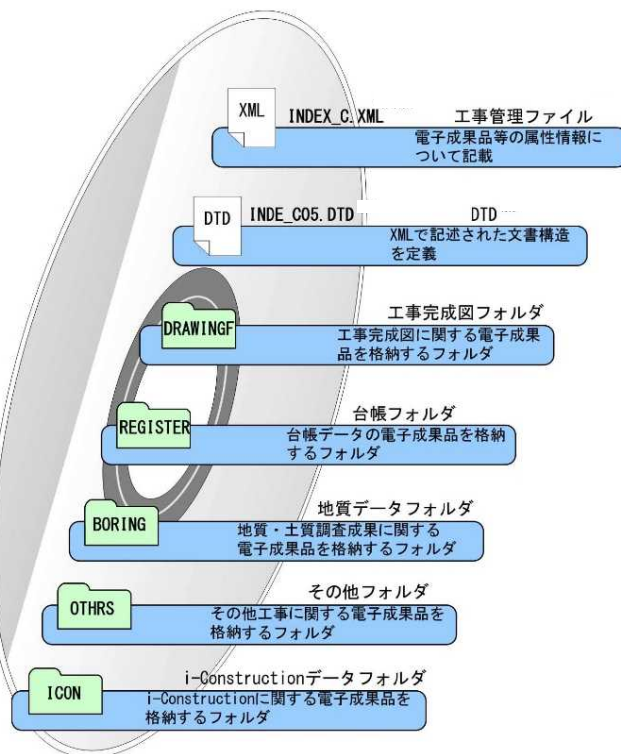 XML
INDEX_C.XML 工事管理ファイル
電子成果品等の属性情報に
ついて記載
DTD
INDE_C05.DTD DTD
XMLで記述された文書構造
を定義
工事完成図フォルダ
DRAWINGF
工事完成図に関する電子成果
品を格納するフォルダ
台帳フォルダ
REGISTER
台帳データの電子成果品を格納
するフォルダ
地質データフォルダ
BORING
地質・土質調査成果に関する
電子成果品を格納するフォルダ
その他フォルダ
OTHRS
その他工事に関する電子成果品を
格納するフォルダ
i-Constructionデータフォルダ
ICON
i-Constructionに関する電子成果品を
格納するフォルダ